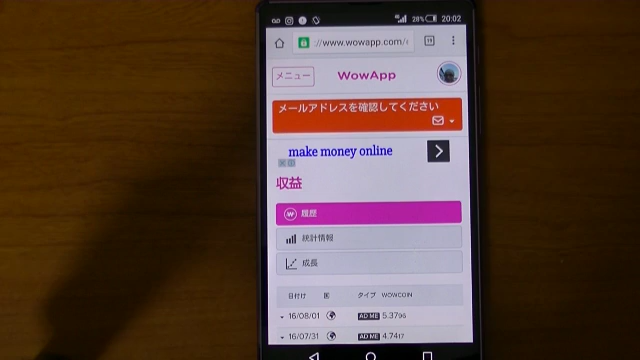 28% 20:02
//www.wowapp.com/
メニュー WowApp
メールアドレスを確認してください
make money online
収益
履歴
統計情報
成長
日付け 国 タイプ WOWCOIN
16/08/01 AD ME 5.3796
16/07/31 AD ME 4.7417